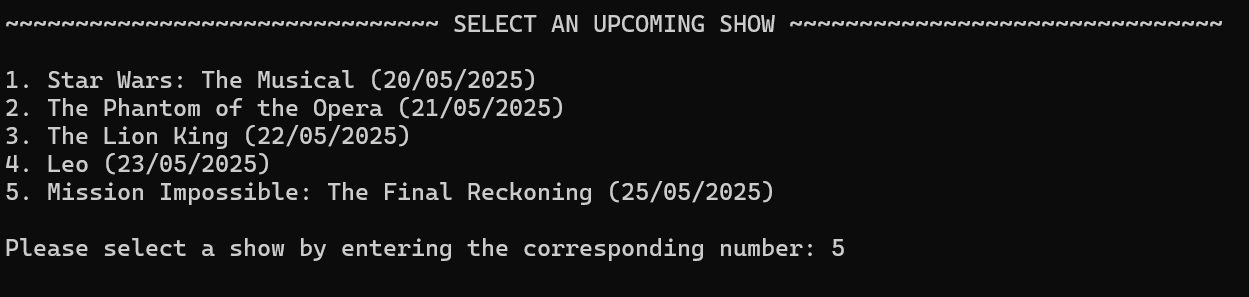 ~~~~~~~~~~~~~~~~~~~~~~~~~~~~~~~ SELECT AN UPCOMING SHOW ~~~~~~~~~~~~~~~~~~~~~~~~~~~~~~~
1. Star Wars: The Musical (20/05/2025)
2. The Phantom of the Opera (21/05/2025)
3. The Lion King (22/05/2025)
4. Leo (23/05/2025)
5. Mission Impossible: The Final Reckoning (25/05/2025)
Please select a show by entering the corresponding number: 5